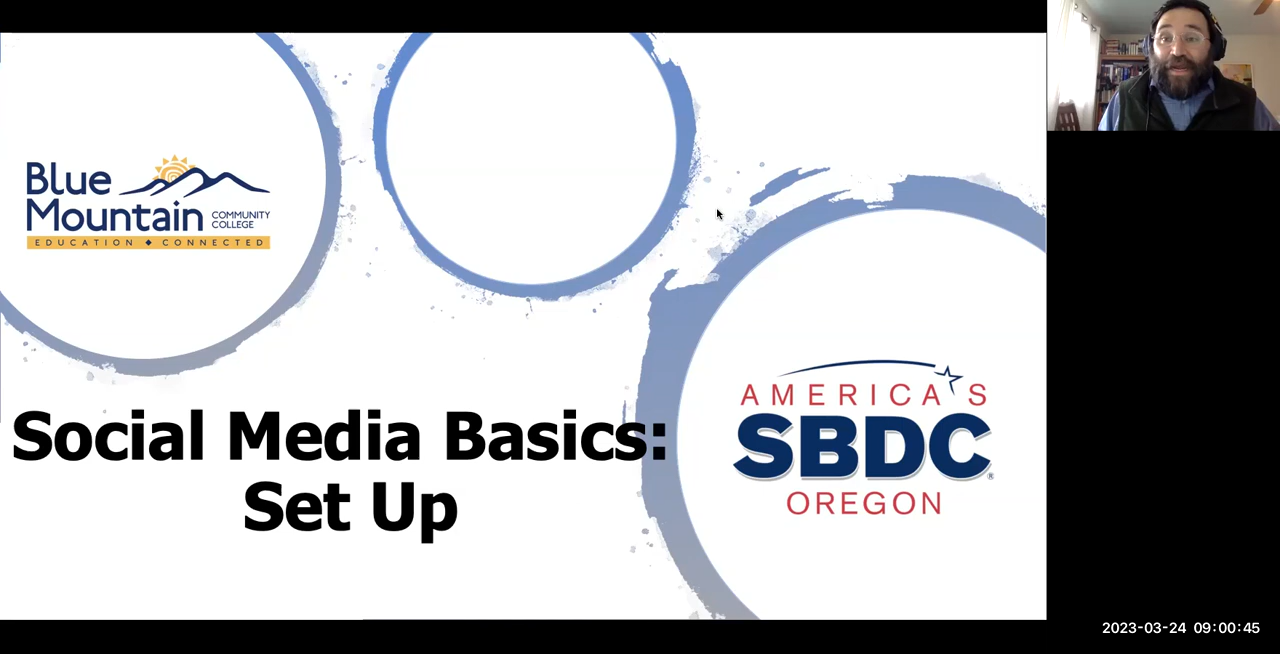 Blue
Mountain COMMUNITY COLLEGE
EDUCATION ◆ CONNECTED
AMERICA'S
SBDC®
OREGON
Social Media Basics:
Set Up
2023-03-24 09:00:45